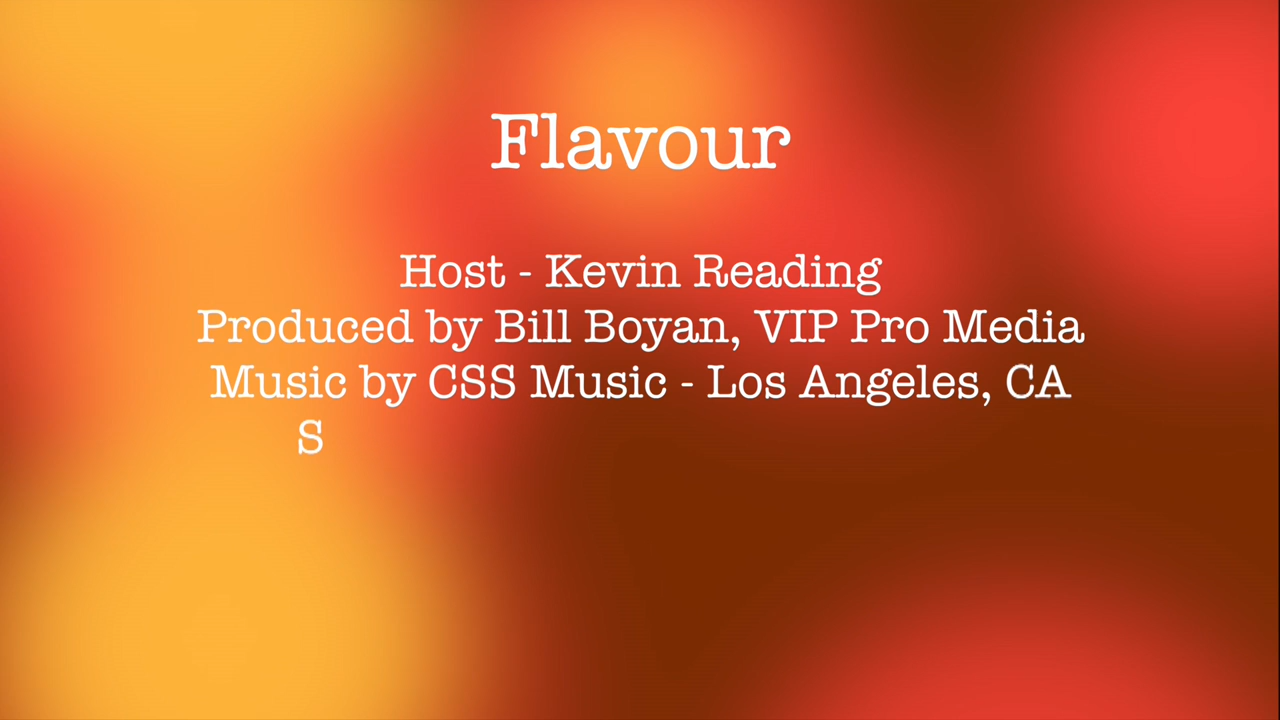 Flavour
Host - Kevin Reading
Produced by Bill Boyan, VIP Pro Media
Music by CSS Music - Los Angeles, CA
S